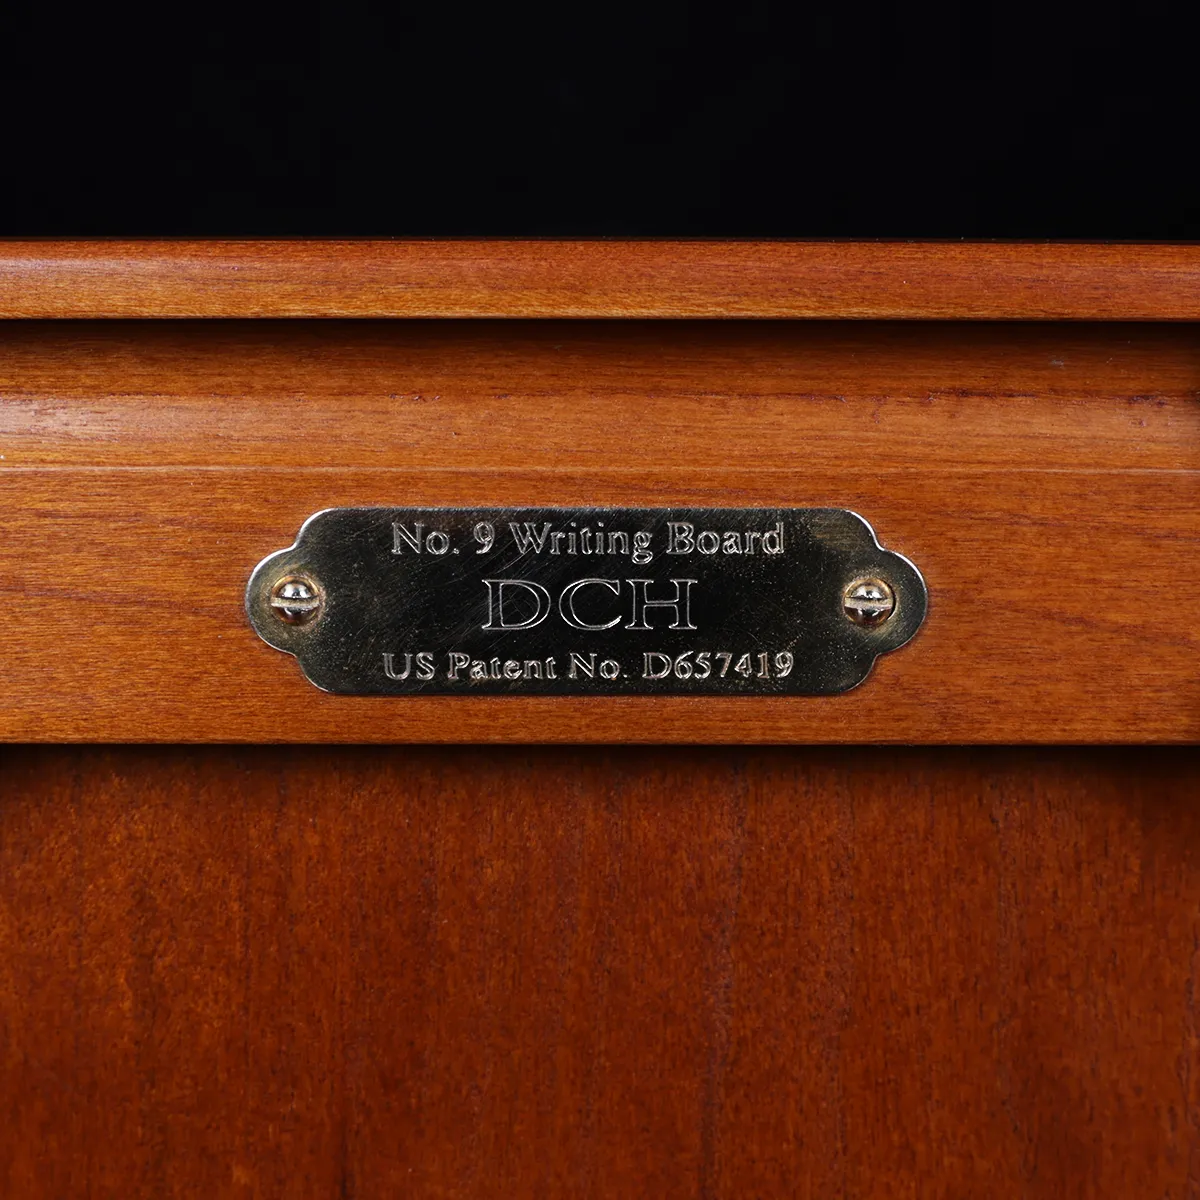 No. 9 Writing Board
DCH
US Patent No. D657419